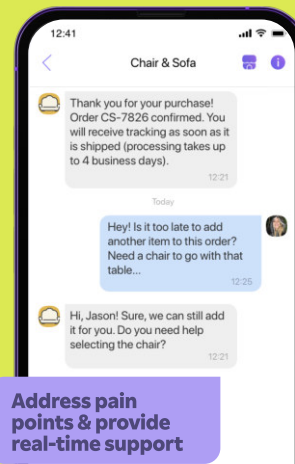 12:41
Chair & Sofa
Thank you for your purchase!
Order CS-7826 confirmed. You
will receive tracking as soon as it
is shipped (processing takes up
to 4 business days).
12:21
Today
Hey! Is it too late to add
another item to this order?
Need a chair to go with that
table...
12:25
Hi, Jason! Sure, we can still add
it for you. Do you need help
selecting the chair?
12:21
Address pain
points & provide
real-time support